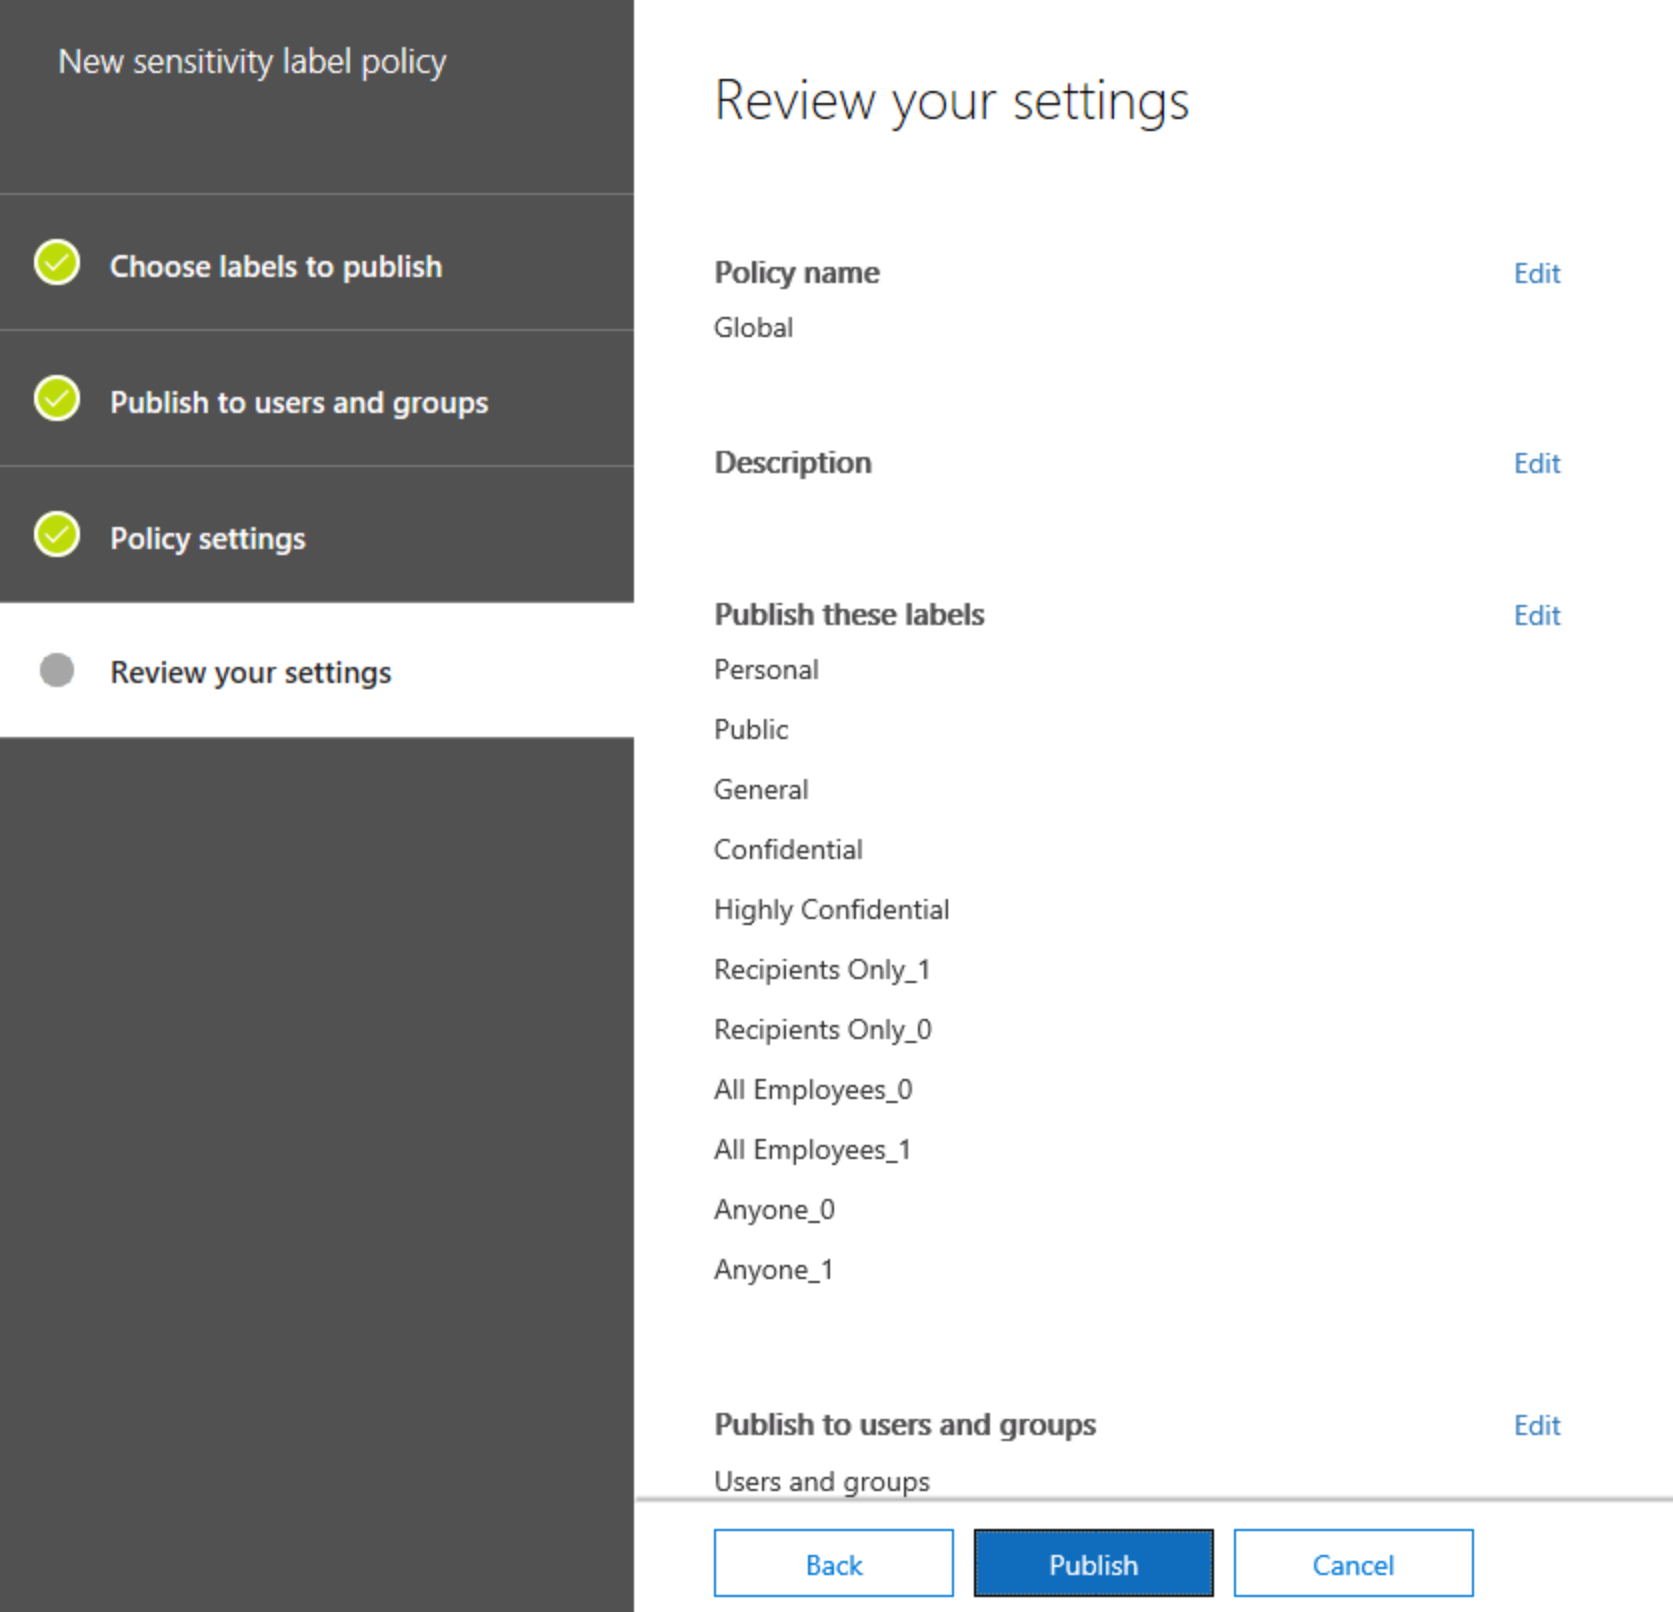 New sensitivity label policy
Choose labels to publish
Publish to users and groups
Policy settings
Review your settings
Review your settings
Policy name
Edit
Global
Description
Edit
Publish these labels
Edit
Personal
Public
General
Confidential
Highly Confidential
Recipients Only_1
Recipients Only_0
All Employees_0
All Employees_1
Anyone_0
Anyone_1
Publish to users and groups
Edit
Users and groups
Back
Publish
Cancel